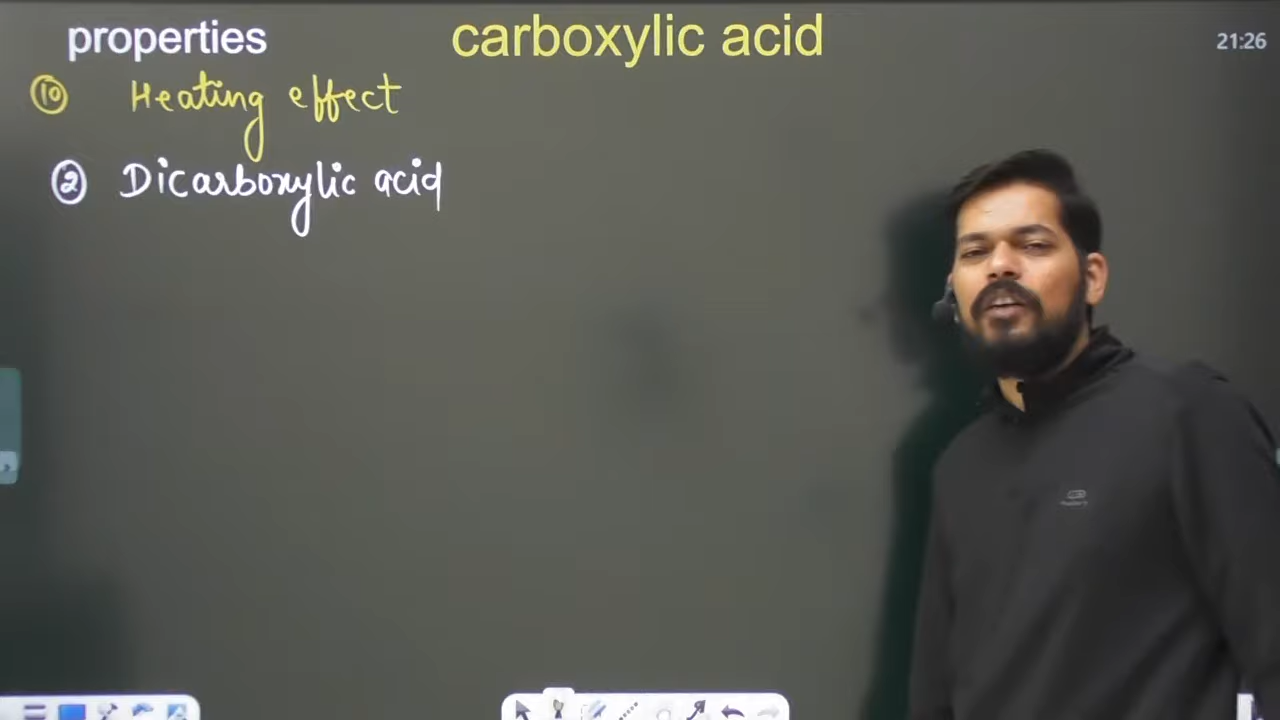 properties
carboxylic acid
21:26
⑩ Heating effect
② Dicarboxylic acid